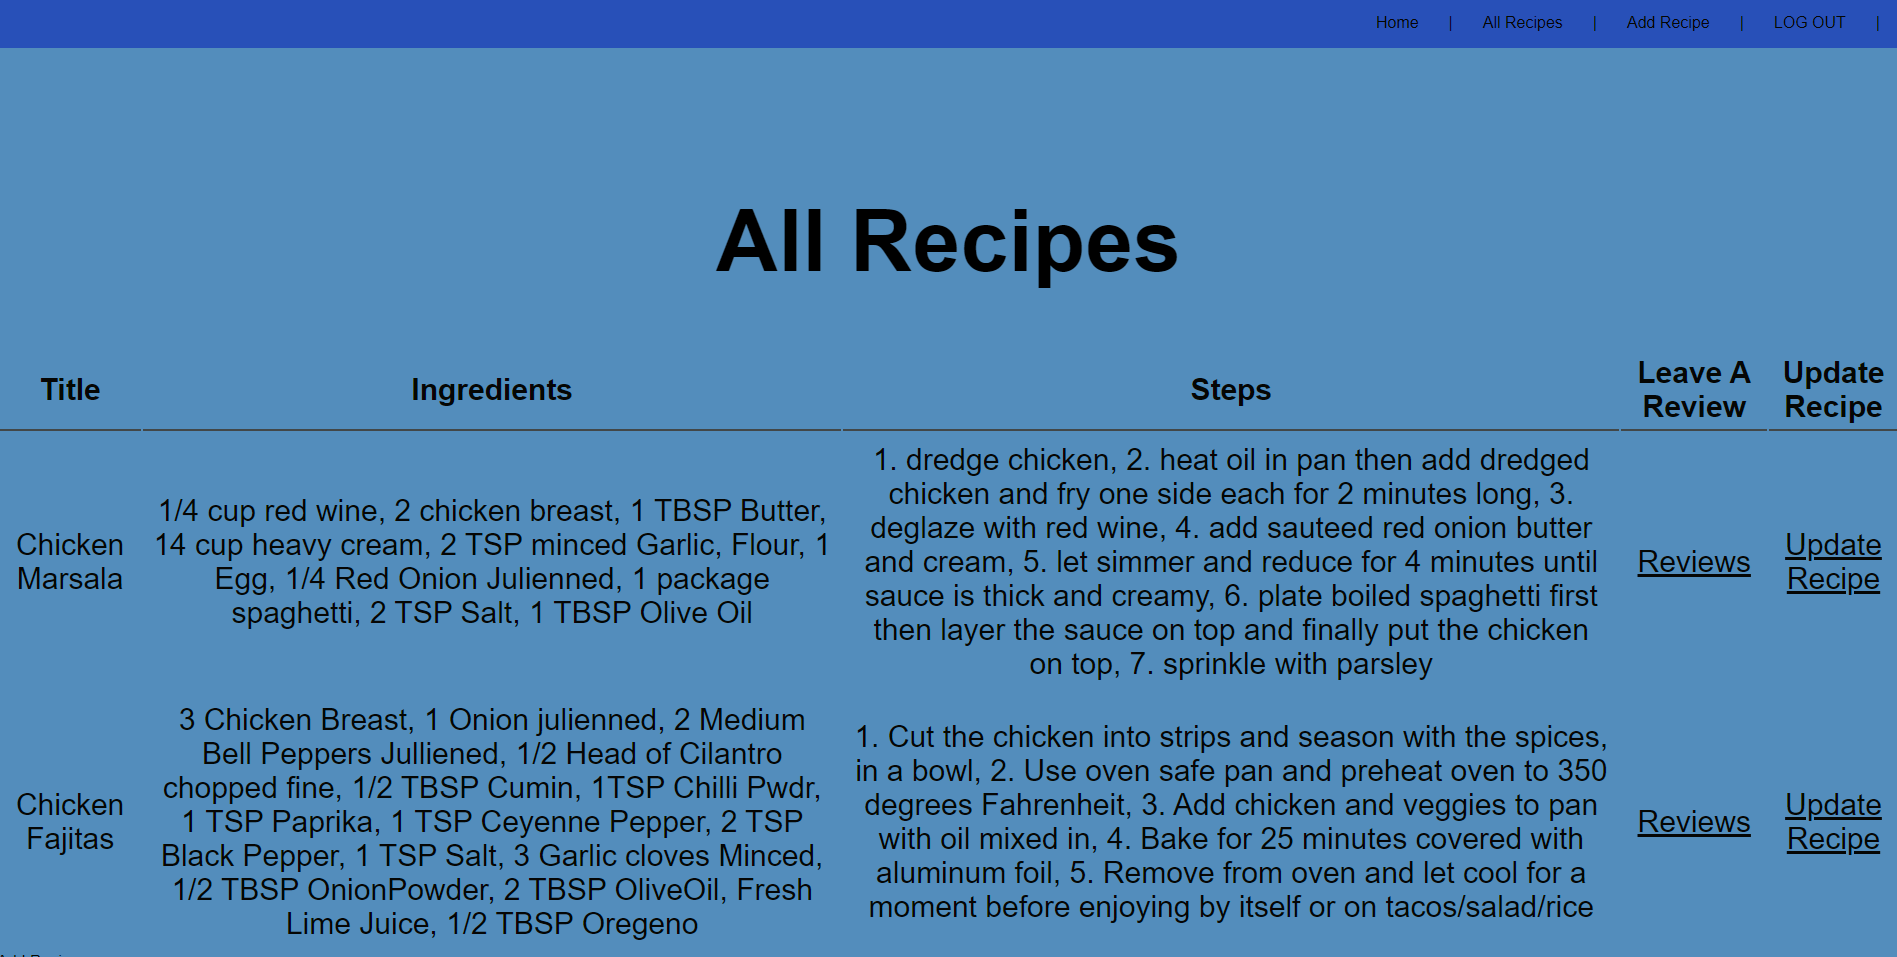 Home | All Recipes | Add Recipe | LOG OUT |
All Recipes
Title
Ingredients
Steps
Leave A
Review
Update
Recipe
Chicken
Marsala
1/4 cup red wine, 2 chicken breast, 1 TBSP Butter,
14 cup heavy cream, 2 TSP minced Garlic, Flour, 1
Egg, 1/4 Red Onion Julienned, 1 package
spaghetti, 2 TSP Salt, 1 TBSP Olive Oil
1. dredge chicken, 2. heat oil in pan then add dredged
chicken and fry one side each for 2 minutes long, 3.
deglaze with red wine, 4. add sauteed red onion butter
and cream, 5. let simmer and reduce for 4 minutes until
sauce is thick and creamy, 6. plate boiled spaghetti first
then layer the sauce on top and finally put the chicken
on top, 7. sprinkle with parsley
Reviews
Update
Recipe
Chicken
Fajitas
3 Chicken Breast, 1 Onion julienned, 2 Medium
Bell Peppers Julliened, 1/2 Head of Cilantro
chopped fine, 1/2 TBSP Cumin, 1TSP Chilli Pwdr,
1 TSP Paprika, 1 TSP Ceyenne Pepper, 2 TSP
Black Pepper, 1 TSP Salt, 3 Garlic cloves Minced,
1/2 TBSP OnionPowder, 2 TBSP OliveOil, Fresh
Lime Juice, 1/2 TBSP Oregeno
1. Cut the chicken into strips and season with the spices,
in a bowl, 2. Use oven safe pan and preheat oven to 350
degrees Fahrenheit, 3. Add chicken and veggies to pan
with oil mixed in, 4. Bake for 25 minutes covered with
aluminum foil, 5. Remove from oven and let cool for a
moment before enjoying by itself or on tacos/salad/rice
Reviews
Update
Recipe